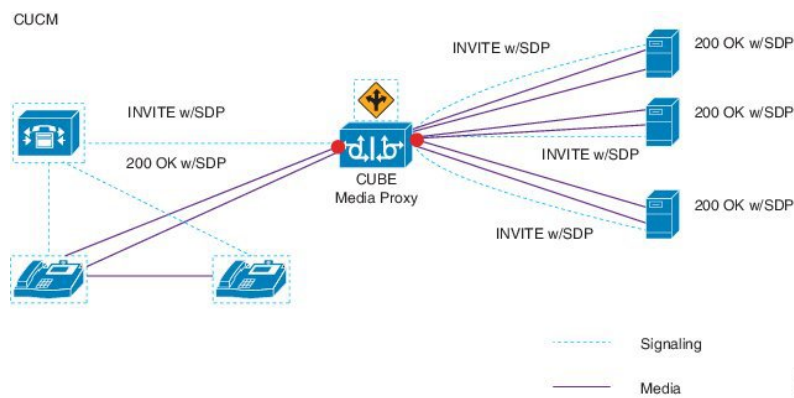 CUCM
INVITE w/SDP
200 OK w/SDP
INVITE w/SDP
200 OK w/SDP
200 OK w/SDP
INVITE w/SDP
200 OK w/SDP
CUBE
Media Proxy
INVITE w/SDP
Signaling
Media